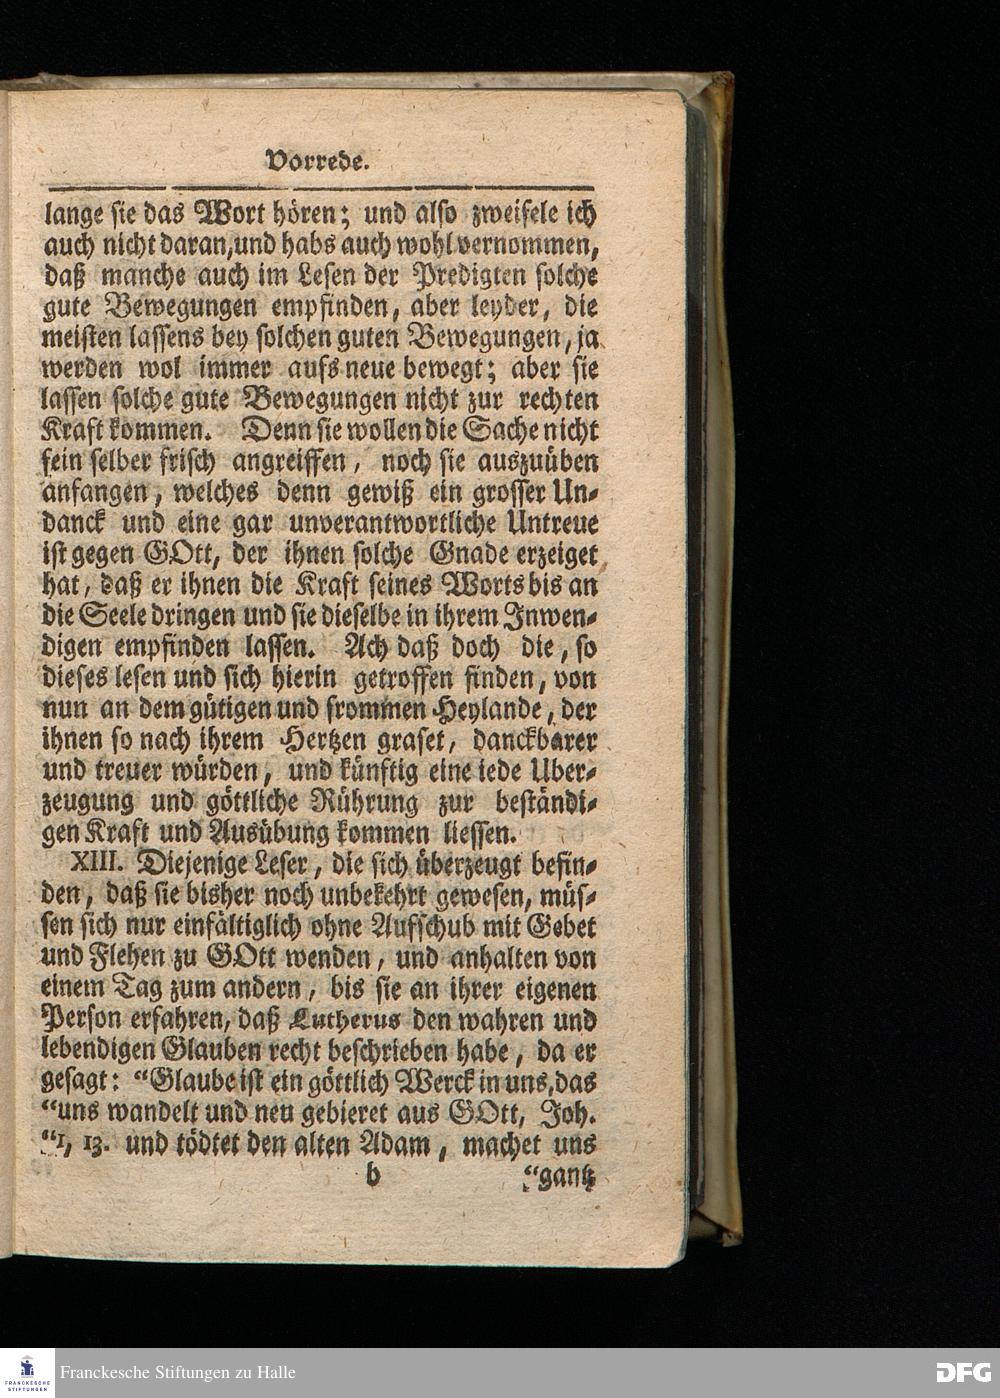 Vorrede.
lange sie das Wort hören; und also zweifele ich
auch nicht daran, und habs auch wohl vernommen,
daß manche auch im Lesen der Predigten solche
gute Bewegungen empfinden, aber leyder, die
meisten lassens bey solchen guten Bewegungen, ja
werden wol immer aufs neue bewegt; aber sie
lassen solche gute Bewegungen nicht zur rechten
Kraft kommen. Denn sie wollen die Sache nicht
fein selber frisch angreiffen, noch sie auszuüben
anfangen, welches denn gewiß ein grosser Un-
danck und eine gar unverantwortliche Untreue
ist gegen GOtt, der ihnen solche Gnade erzeiget
hat, daß er ihnen die Kraft seines Worts bis an
die Seele dringen und sie dieselbe in ihrem Inwen-
digen empfinden lassen. Ach daß doch die, so
dieses lesen und sich hierin getroffen finden, von
nun an dem gütigen und frommen Heylande, der
ihnen so nach ihrem Hertzen graset, danckbarer
und treuer würden, und künftig eine iede Uber-
zeugung und göttliche Rührung zur beständi-
gen Kraft und Ausübung kommen liessen.
XIII. Diejenige Leser, die sich überzeugt befin-
den, daß sie bisher noch unbekehrt gewesen, müs-
sen sich nur einfältiglich ohne Aufschub mit Gebet
und Flehen zu GOtt wenden, und anhalten von
einem Tag zum andern, bis sie an ihrer eigenen
Person erfahren, daß Lutherus den wahren und
lebendigen Glauben recht beschrieben habe, da er
gesagt: “Glaube ist ein göttlich Werck in uns, das
“uns wandelt und neu gebieret aus GOtt, Joh.
“1, 13. und tödtet den alten Adam, machet uns
b “gantz
FRANCKESCHE STIFTUNGEN
Franckesche Stiftungen zu Halle
DFG